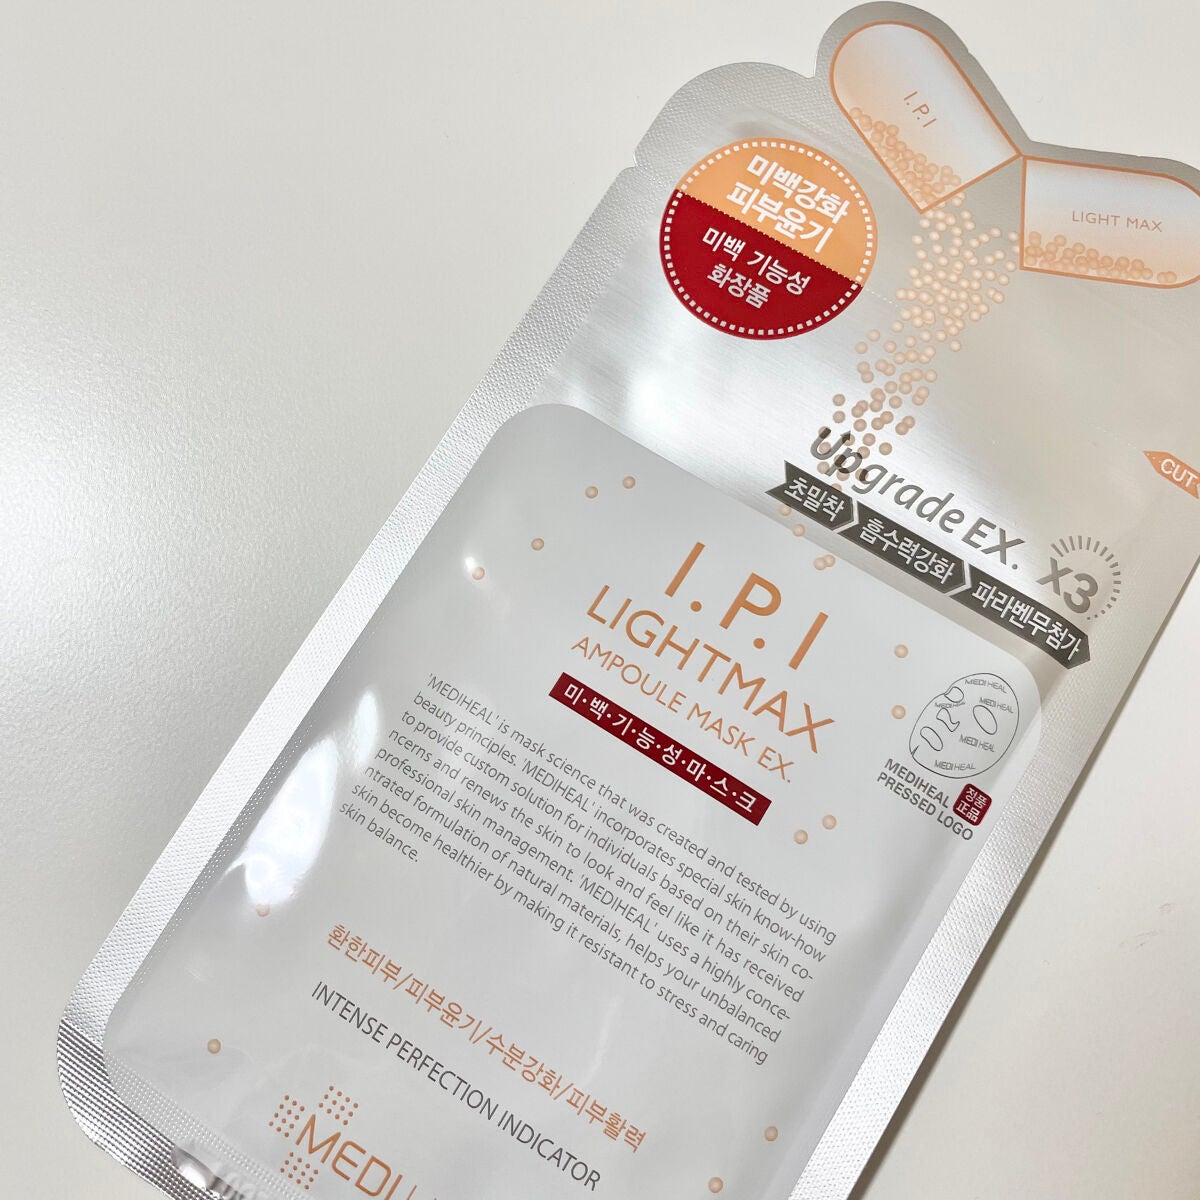 I.P.I
LIGHT MAX
미백강화
피부윤기
미백 기능성
화장품
CUT
Upgrade EX. x3
초밀착 흡수력강화 파라벤무첨가
I.P.I
LIGHTMAX
AMPOULE MASK EX.
미·백·기·능·성·마·스·크
MEDIHEAL
MEDIHEAL
MEDIHEAL
MEDIHEAL
MEDIHEAL
MEDIHEAL
PRESSED LOGO
정품
正品
'MEDIHEAL' is mask science that was created and tested by using
beauty principles. 'MEDIHEAL' incorporates special skin know-how
to provide custom solution for individuals based on their skin co-
ncerns and renews the skin to look and feel like it has received
professional skin management. 'MEDIHEAL' uses a highly conce-
ntrated formulation of natural materials, helps your unbalanced
skin become healthier by making it resistant to stress and caring
skin balance.
환한피부/피부윤기/수분강화/피부활력
INTENSE PERFECTION INDICATOR
MEDI